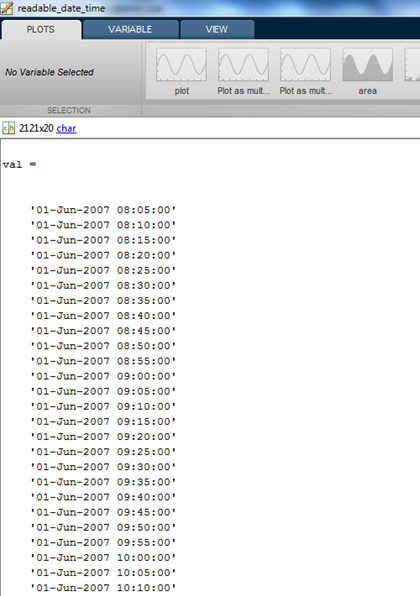 readable_date_time
PLOTS VARIABLE VIEW
No Variable Selected
plot Plot as mult... Plot as mult... area
SELECTION
2121x20 char
val =
'01-Jun-2007 08:05:00'
'01-Jun-2007 08:10:00'
'01-Jun-2007 08:15:00'
'01-Jun-2007 08:20:00'
'01-Jun-2007 08:25:00'
'01-Jun-2007 08:30:00'
'01-Jun-2007 08:35:00'
'01-Jun-2007 08:40:00'
'01-Jun-2007 08:45:00'
'01-Jun-2007 08:50:00'
'01-Jun-2007 08:55:00'
'01-Jun-2007 09:00:00'
'01-Jun-2007 09:05:00'
'01-Jun-2007 09:10:00'
'01-Jun-2007 09:15:00'
'01-Jun-2007 09:20:00'
'01-Jun-2007 09:25:00'
'01-Jun-2007 09:30:00'
'01-Jun-2007 09:35:00'
'01-Jun-2007 09:40:00'
'01-Jun-2007 09:45:00'
'01-Jun-2007 09:50:00'
'01-Jun-2007 09:55:00'
'01-Jun-2007 10:00:00'
'01-Jun-2007 10:05:00'
'01-Jun-2007 10:10:00'